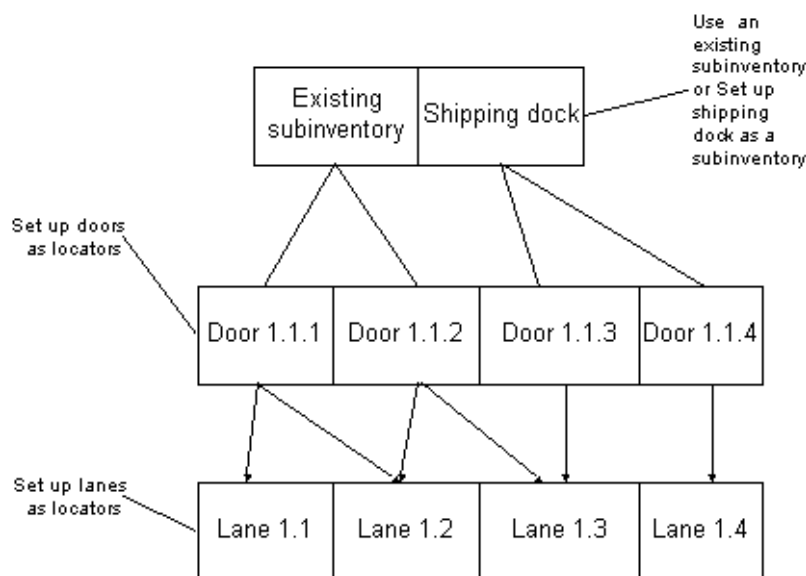 Use an
existing
subinventory
or Set up
shipping
dock as a
subinventory
Existing
subinventory
Shipping dock
Set up doors
as locators
Door 1.1.1
Door 1.1.2
Door 1.1.3
Door 1.1.4
Set up lanes
as locators
Lane 1.1
Lane 1.2
Lane 1.3
Lane 1.4